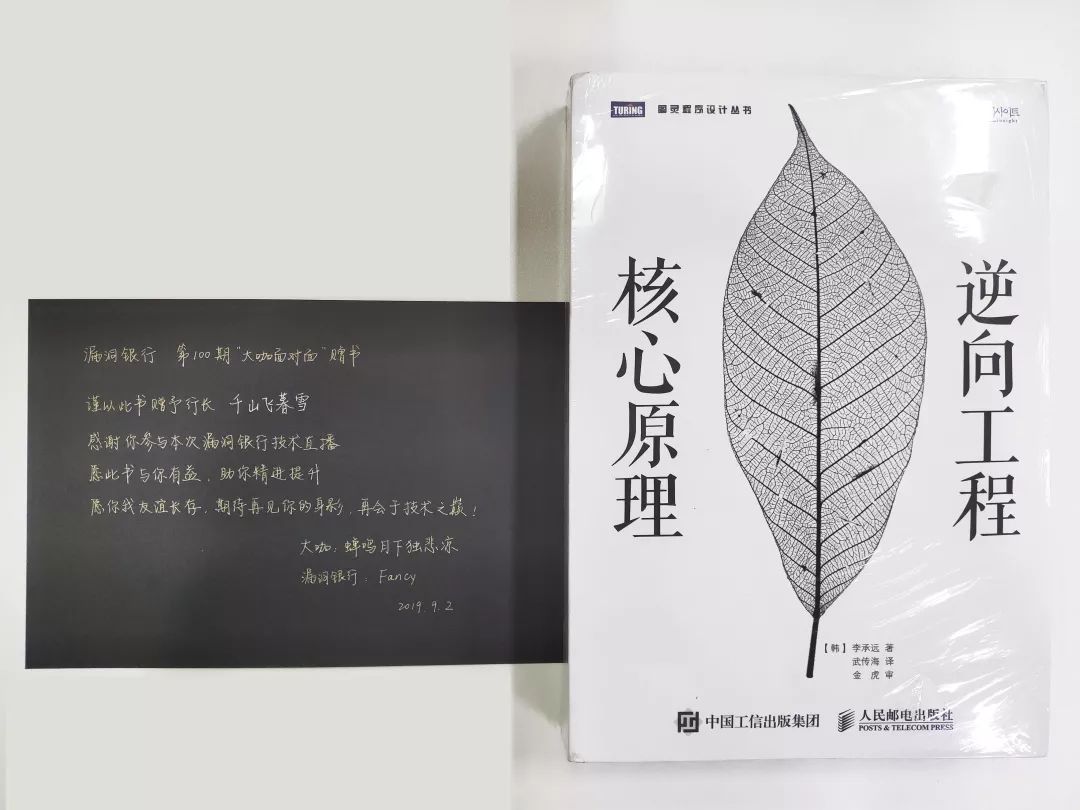 漏洞银行 第100期"大咖面对面"赠书
谨以此书赠予行长 千山飞暮雪
感谢你参与本次漏洞银行技术直播
愿此书与你有益，助你精进提升
愿你我友谊长存，期待再见你的身影，再会于技术之巅！
大咖：蝉鸣月下独悲凉
漏洞银行：Fancy
2019.9.2
TURING 图灵程序设计丛书
사이트
insight
逆向工程
核心原理
【韩】李承远 著
武传海 译
金虎 审
中国工信出版集团
人民邮电出版社
POSTS & TELECOM PRESS